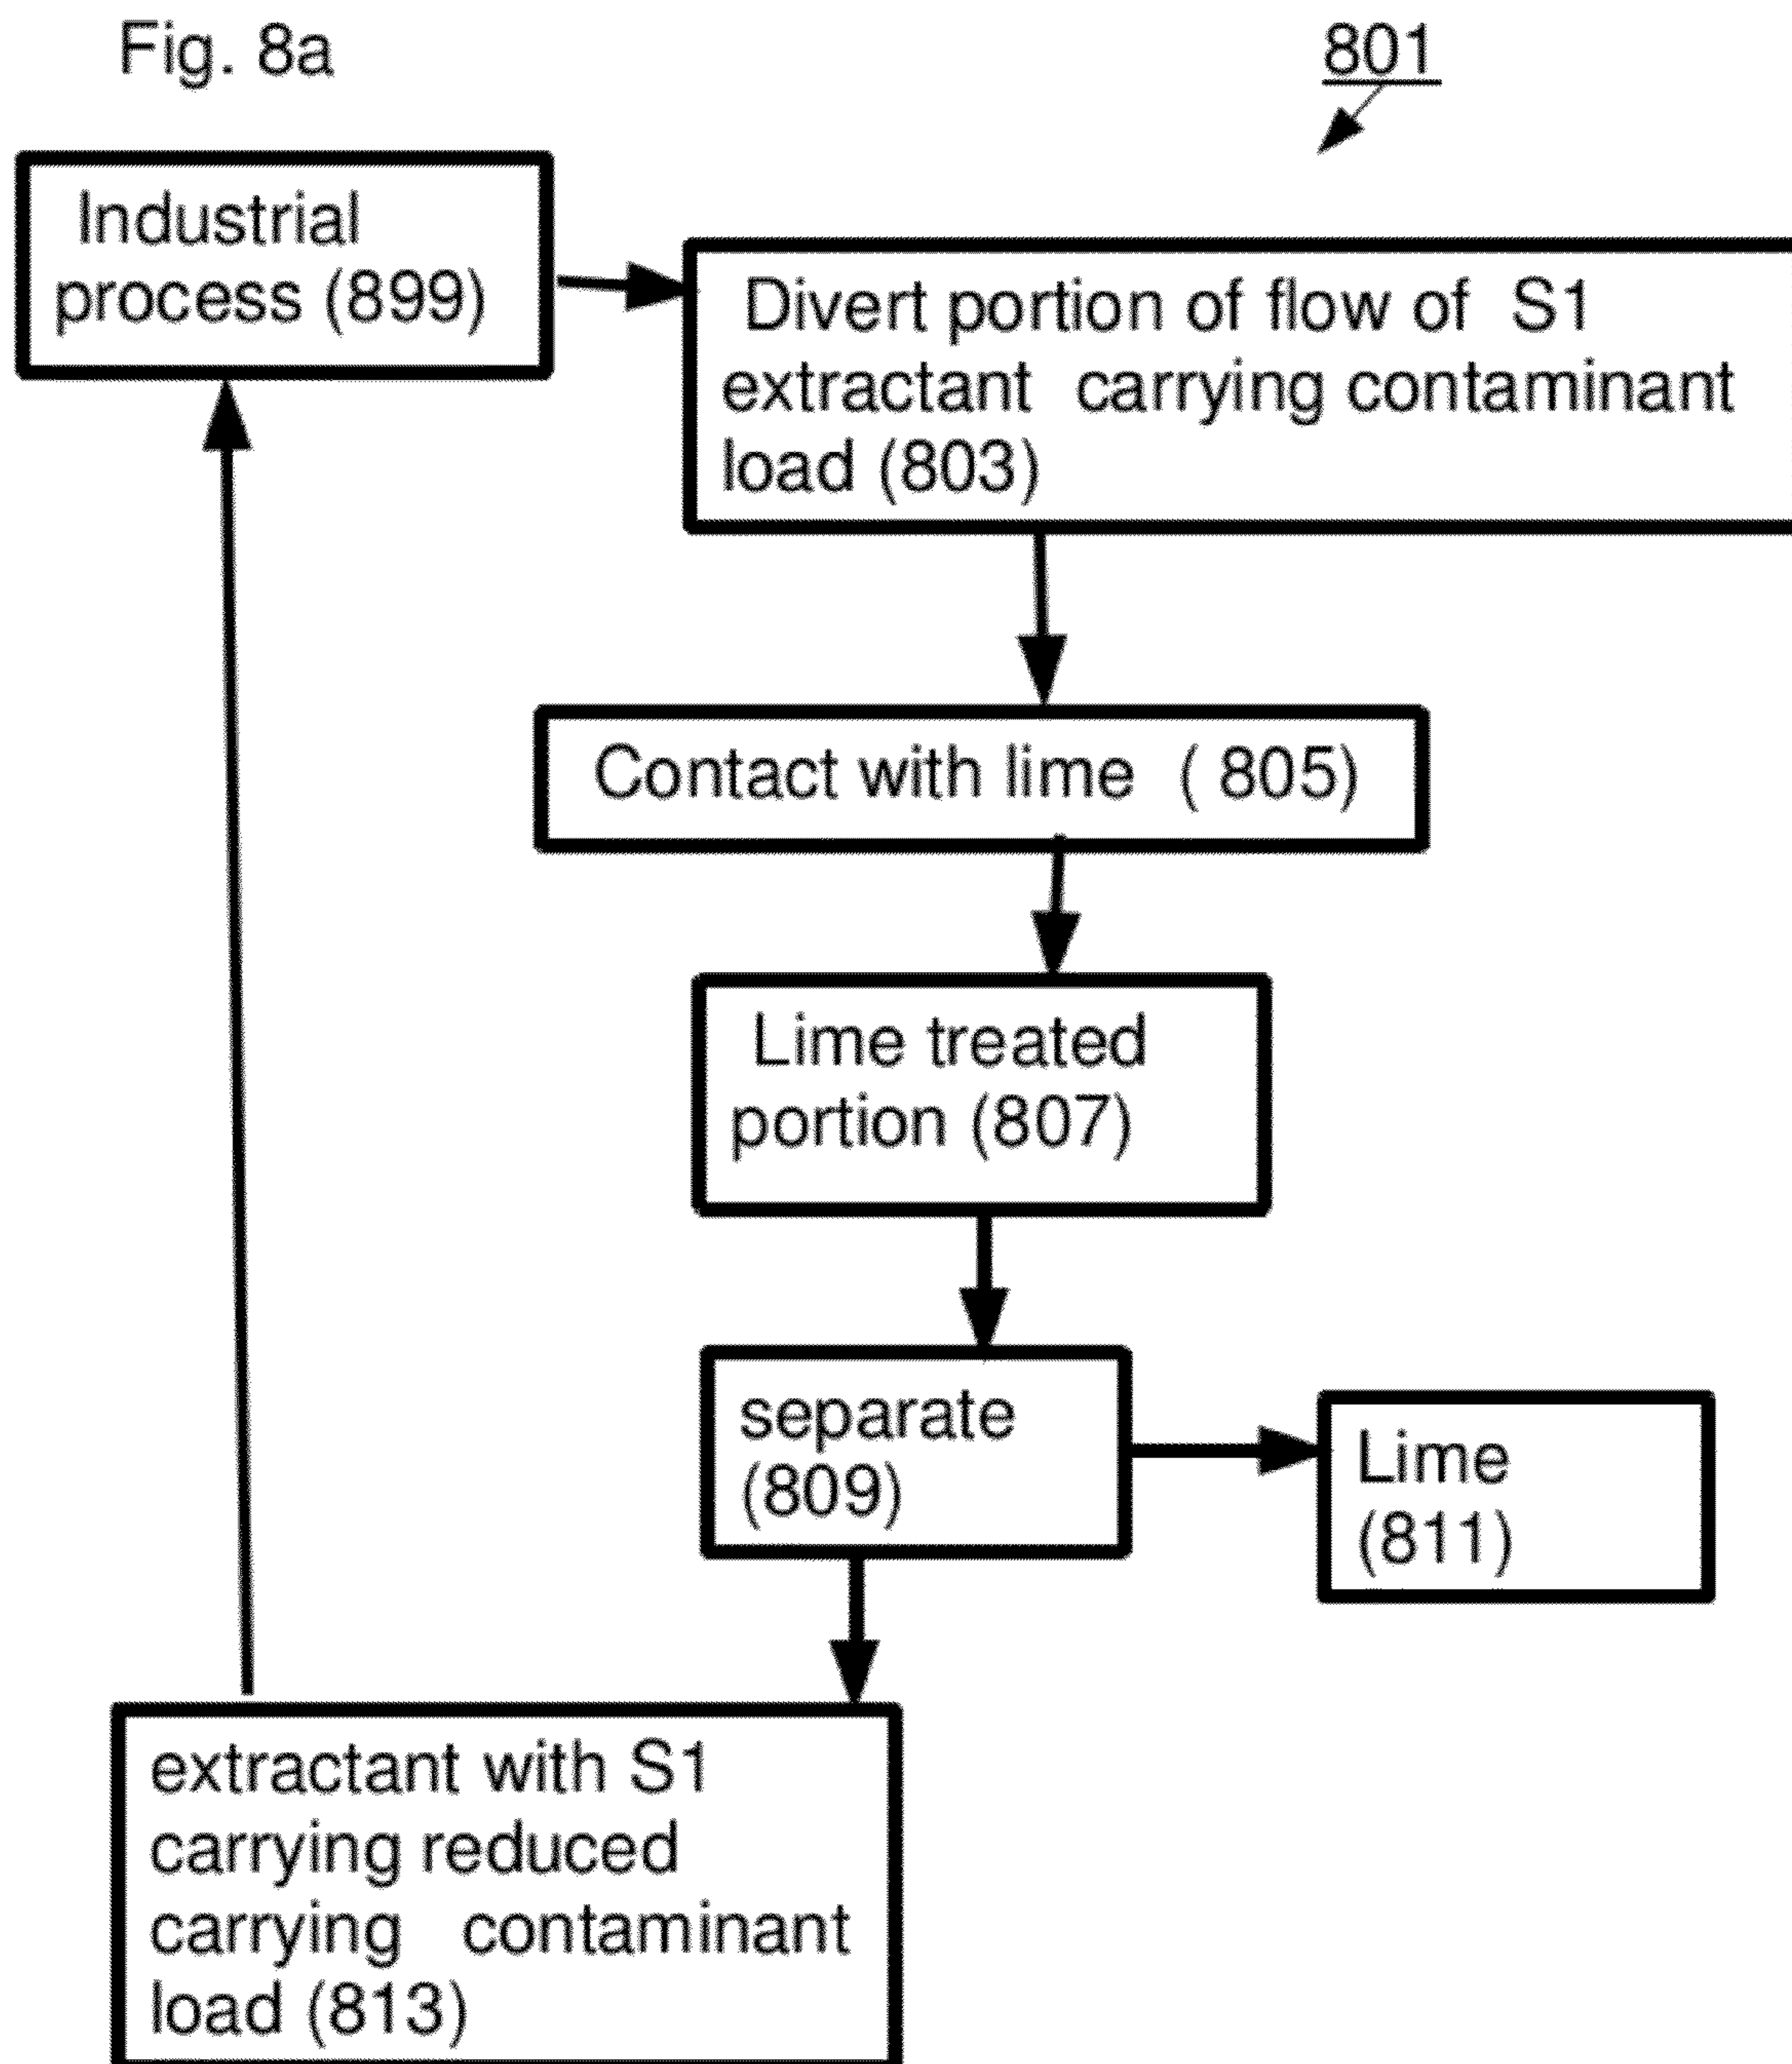 Fig. 8a
801
Industrial
process (899)
Divert portion of flow of S1
extractant carrying contaminant
load (803)
Contact with lime ( 805)
Lime treated
portion (807)
separate
(809)
Lime
(811)
extractant with S1
carrying reduced
carrying contaminant
load (813)